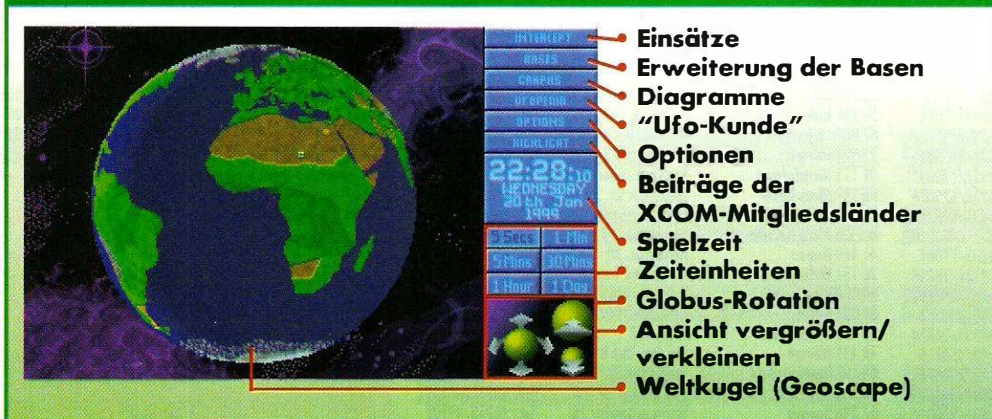 INTERCEPT
BASES
GRAPHS
UFOPEDIA
OPTIONS
HIGHLIGHT
22:28:10
WEDNESDAY
20th Jan
1999
5 Secs 1 Min
5 Mins 30 Mins
1 Hour 1 Day
Einsätze
Erweiterung der Basen
Diagramme
"Ufo-Kunde"
Optionen
Beiträge der
XCOM-Mitgliedsländer
Spielzeit
Zeiteinheiten
Globus-Rotation
Ansicht vergrößern/
verkleinern
Weltkugel (Geoscape)